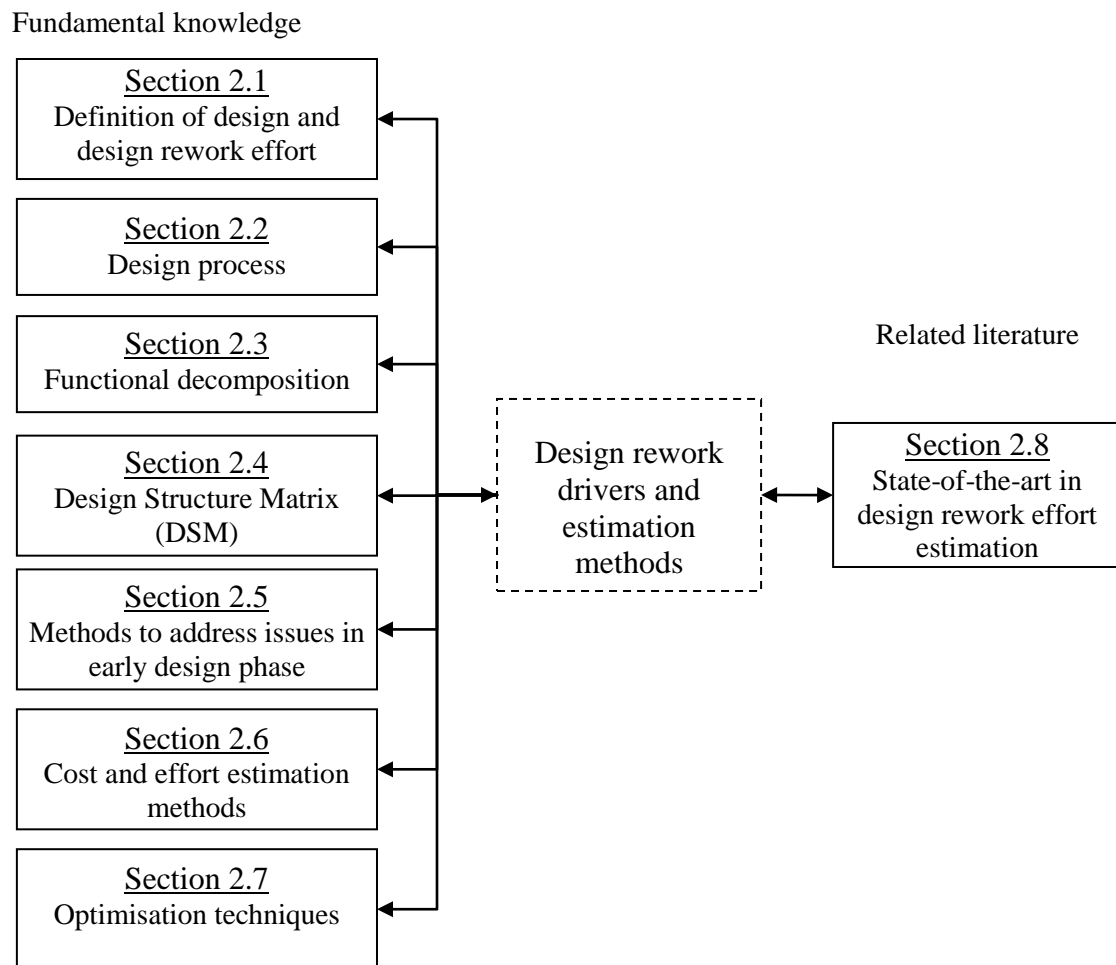 Fundamental knowledge
Section 2.1
Definition of design and
design rework effort
Section 2.2
Design process
Section 2.3
Functional decomposition
Section 2.4
Design Structure Matrix
(DSM)
Section 2.5
Methods to address issues in
early design phase
Section 2.6
Cost and effort estimation
methods
Section 2.7
Optimisation techniques
Design rework
drivers and
estimation
methods
Related literature
Section 2.8
State-of-the-art in
design rework effort
estimation